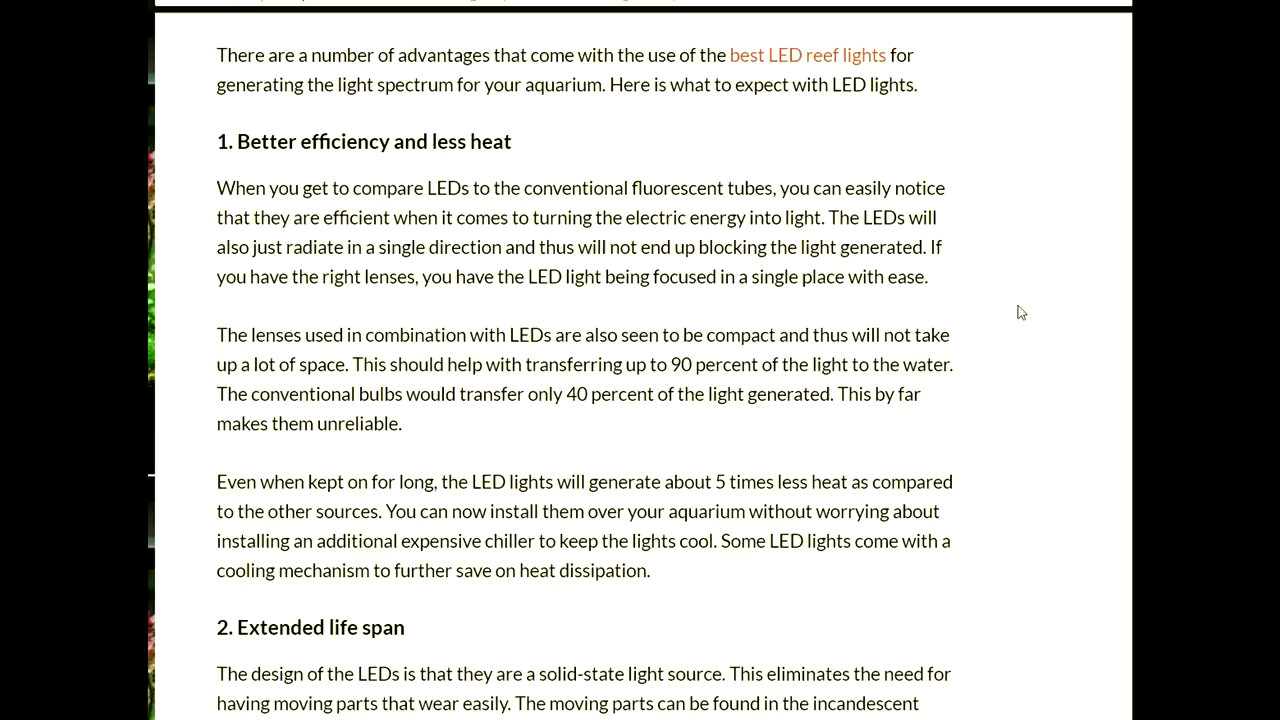 There are a number of advantages that come with the use of the best LED reef lights for
generating the light spectrum for your aquarium. Here is what to expect with LED lights.
1. Better efficiency and less heat
When you get to compare LEDs to the conventional fluorescent tubes, you can easily notice
that they are efficient when it comes to turning the electric energy into light. The LEDs will
also just radiate in a single direction and thus will not end up blocking the light generated. If
you have the right lenses, you have the LED light being focused in a single place with ease.
The lenses used in combination with LEDs are also seen to be compact and thus will not take
up a lot of space. This should help with transferring up to 90 percent of the light to the water.
The conventional bulbs would transfer only 40 percent of the light generated. This by far
makes them unreliable.
Even when kept on for long, the LED lights will generate about 5 times less heat as compared
to the other sources. You can now install them over your aquarium without worrying about
installing an additional expensive chiller to keep the lights cool. Some LED lights come with a
cooling mechanism to further save on heat dissipation.
2. Extended life span
The design of the LEDs is that they are a solid-state light source. This eliminates the need for
having moving parts that wear easily. The moving parts can be found in the incandescent